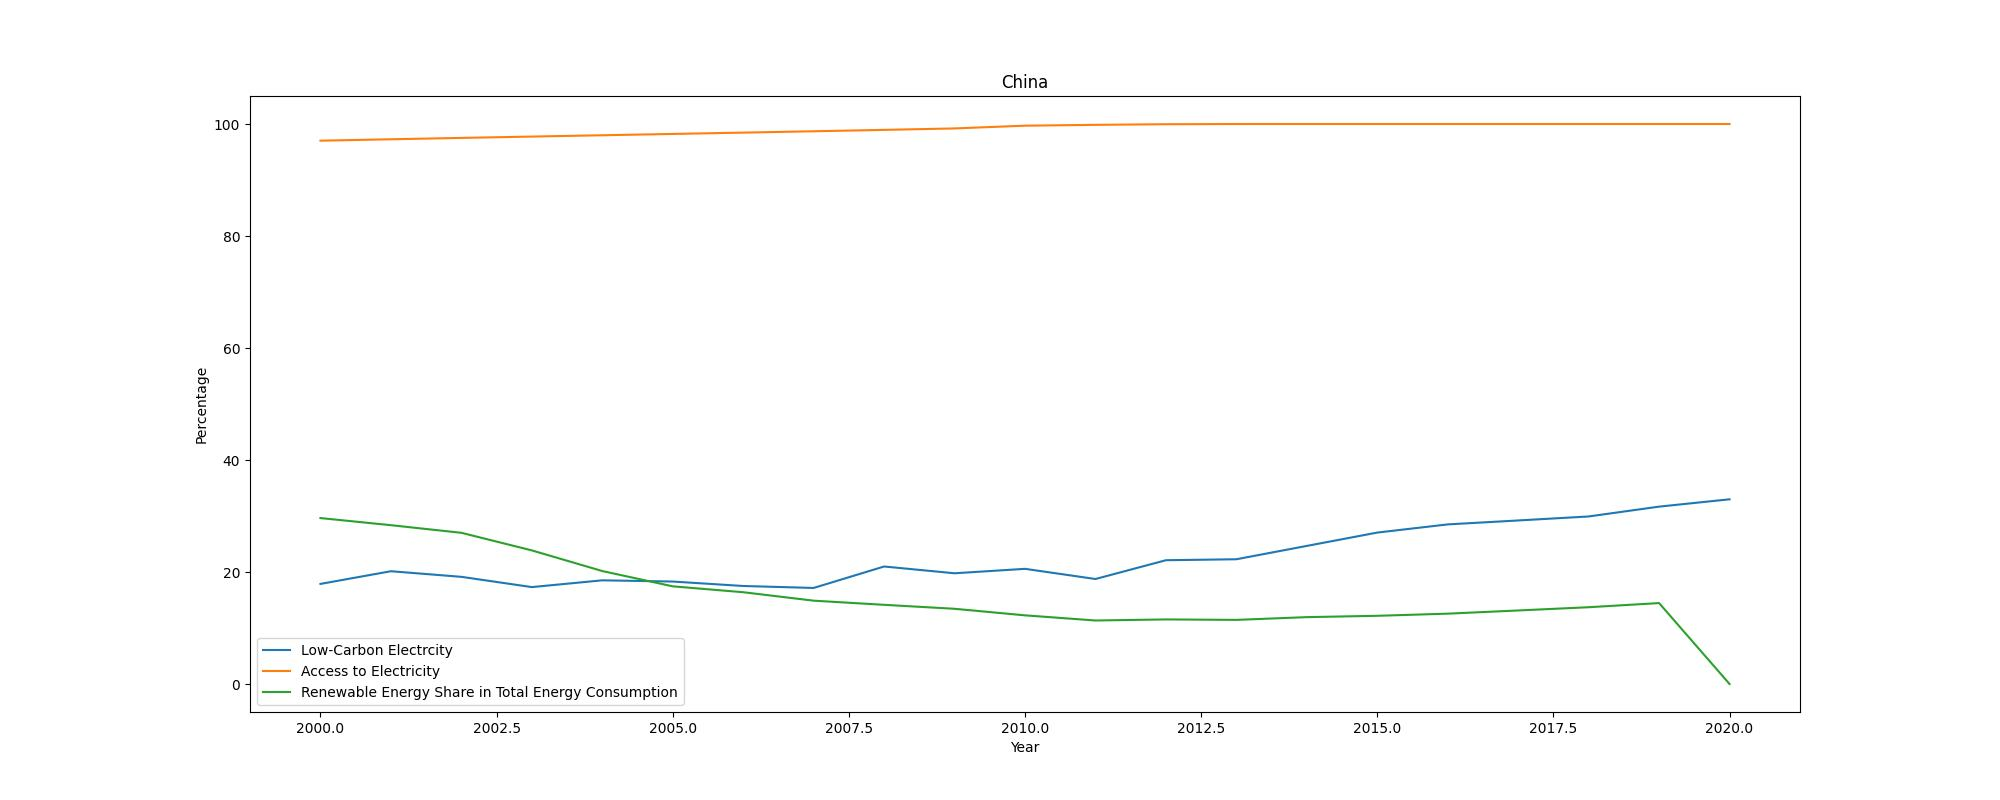 China
100
80
60
40
20
0
Percentage
Low-Carbon Electrcity
Access to Electricity
Renewable Energy Share in Total Energy Consumption
2000.0 2002.5 2005.0 2007.5 2010.0 2012.5 2015.0 2017.5 2020.0
Year